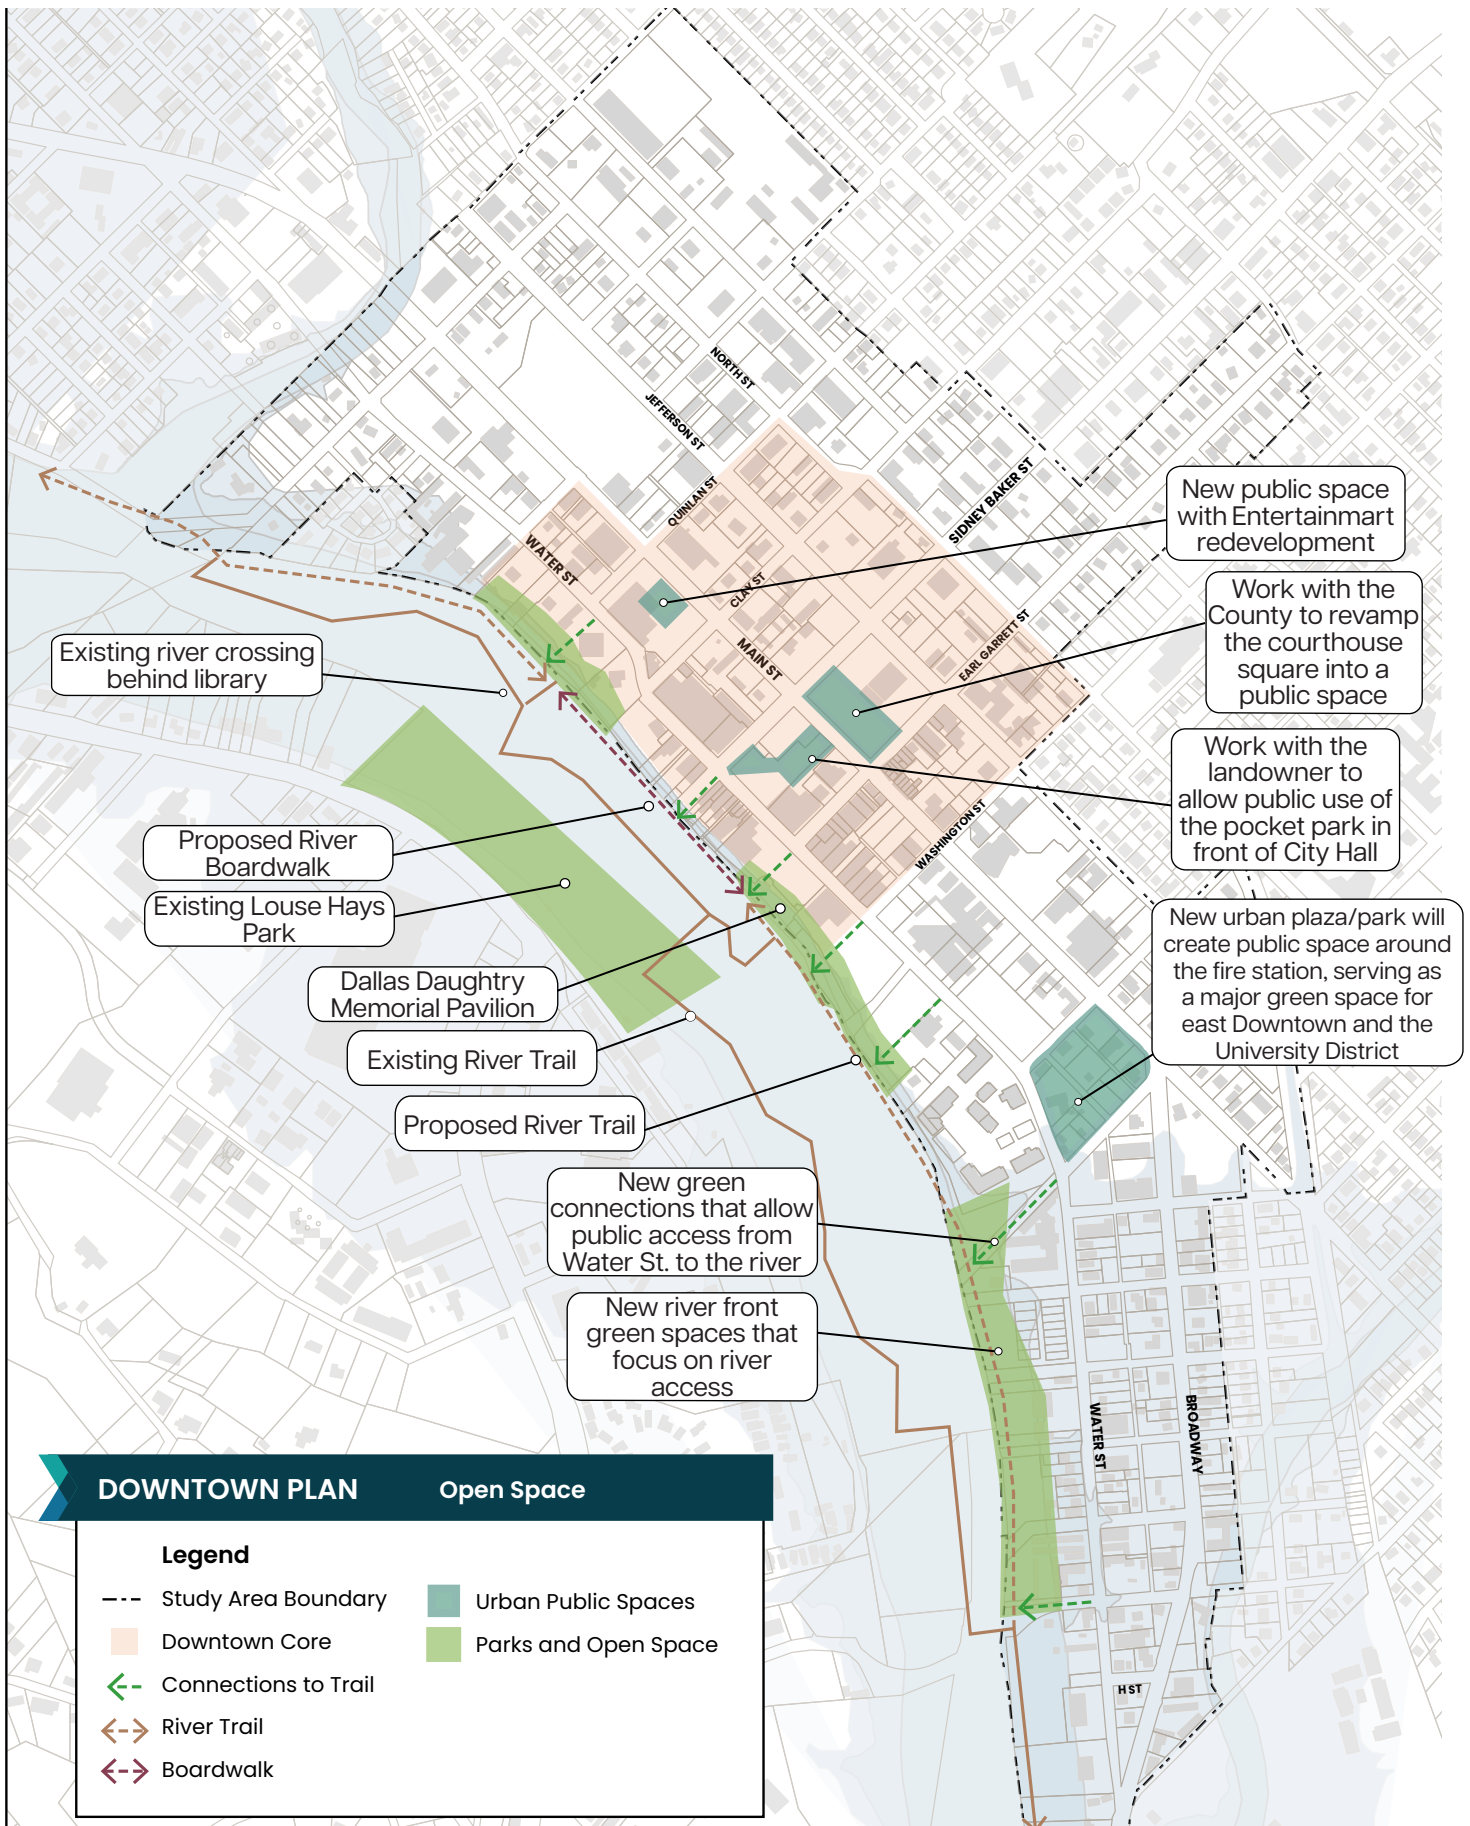 NORTH ST
JEFFERSON ST
QUINLAN ST
SIDNEY BAKER ST
WATER ST
CLAY ST
MAIN ST
EARL GARRETT ST
WASHINGTON ST
New public space
with Entertainmart
redevelopment
Work with the
County to revamp
the courthouse
square into a
public space
Existing river crossing
behind library
Work with the
landowner to
allow public use of
the pocket park in
front of City Hall
Proposed River
Boardwalk
Existing Louse Hays
Park
New urban plaza/park will
create public space around
the fire station, serving as
a major green space for
east Downtown and the
University District
Dallas Daughtry
Memorial Pavilion
Existing River Trail
Proposed River Trail
New green
connections that allow
public access from
Water St. to the river
New river front
green spaces that
focus on river
access
WATER ST
BROADWAY
H ST
DOWNTOWN PLAN
Open Space
Legend
Study Area Boundary
Downtown Core
Connections to Trail
River Trail
Boardwalk
Urban Public Spaces
Parks and Open Space